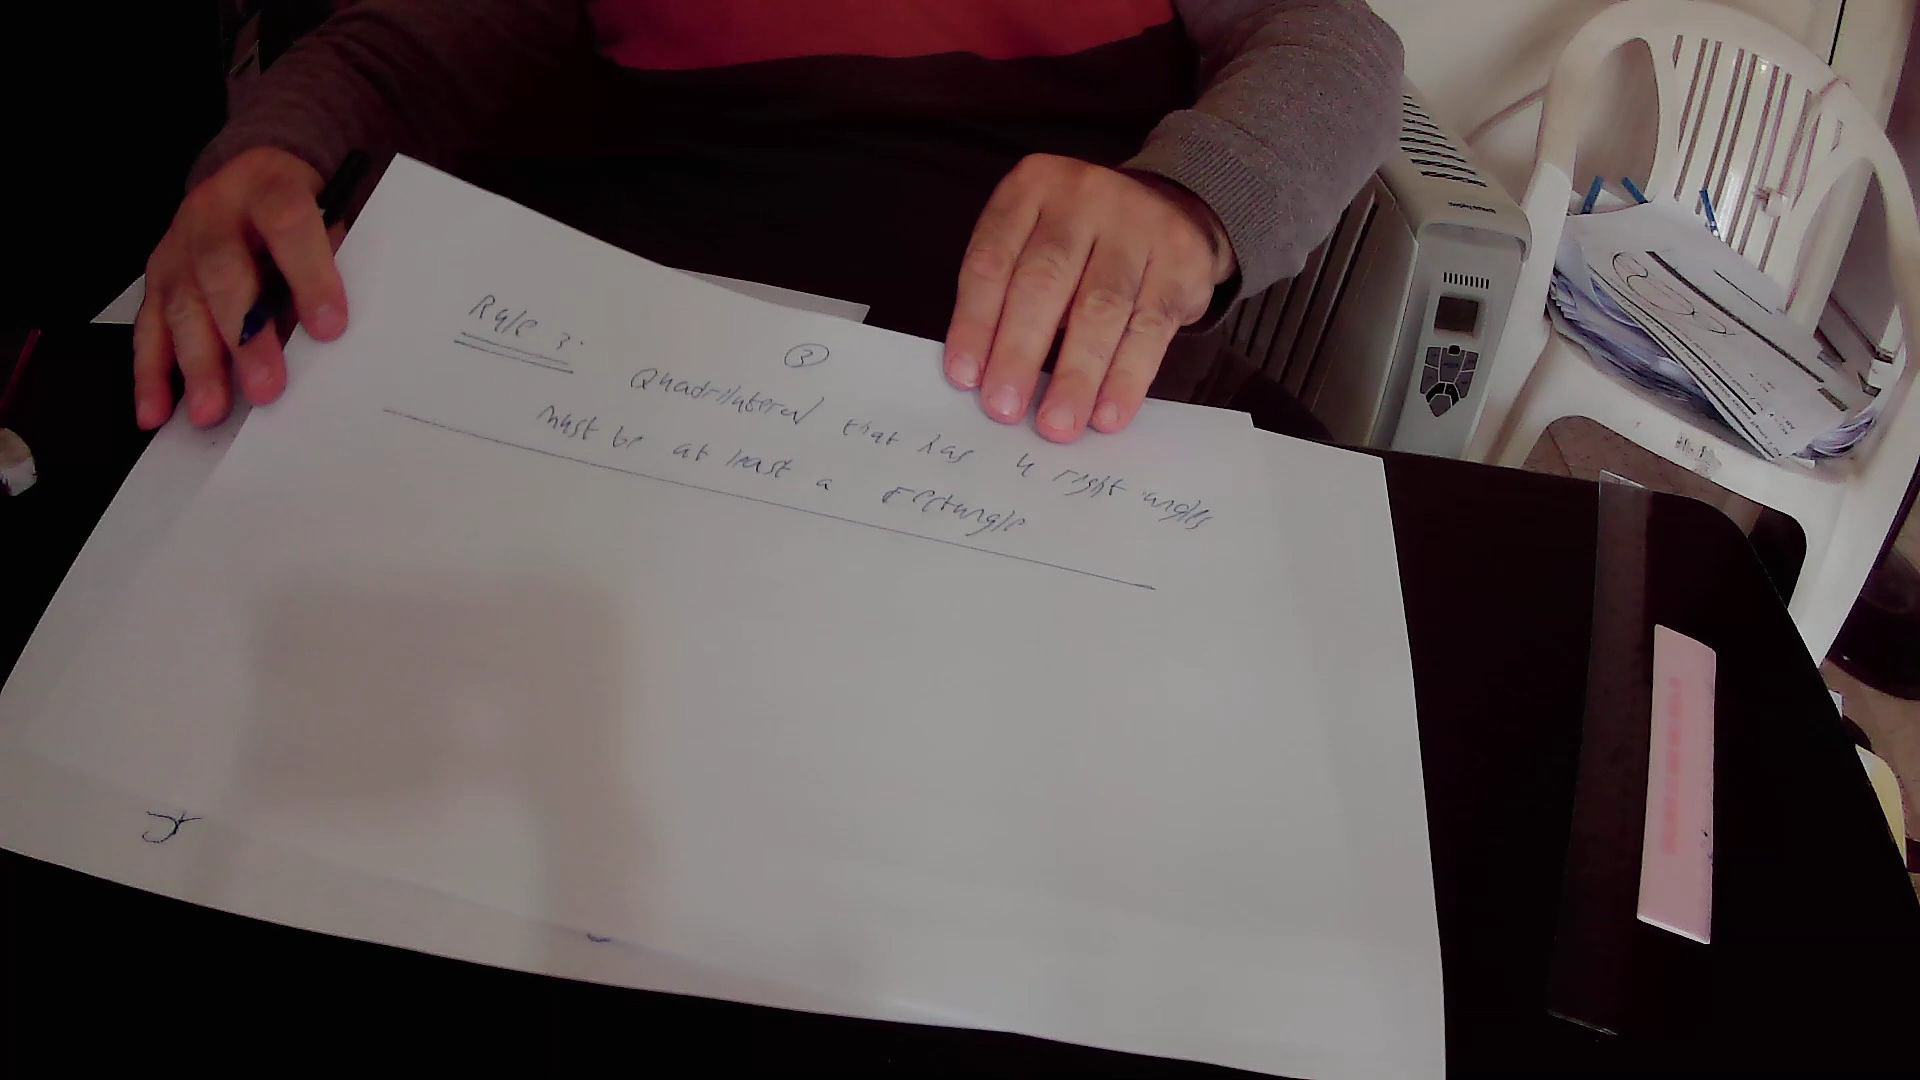 ③
Rule 3:
Quadrilateral that has 4 right angles
must be at least a rectangle